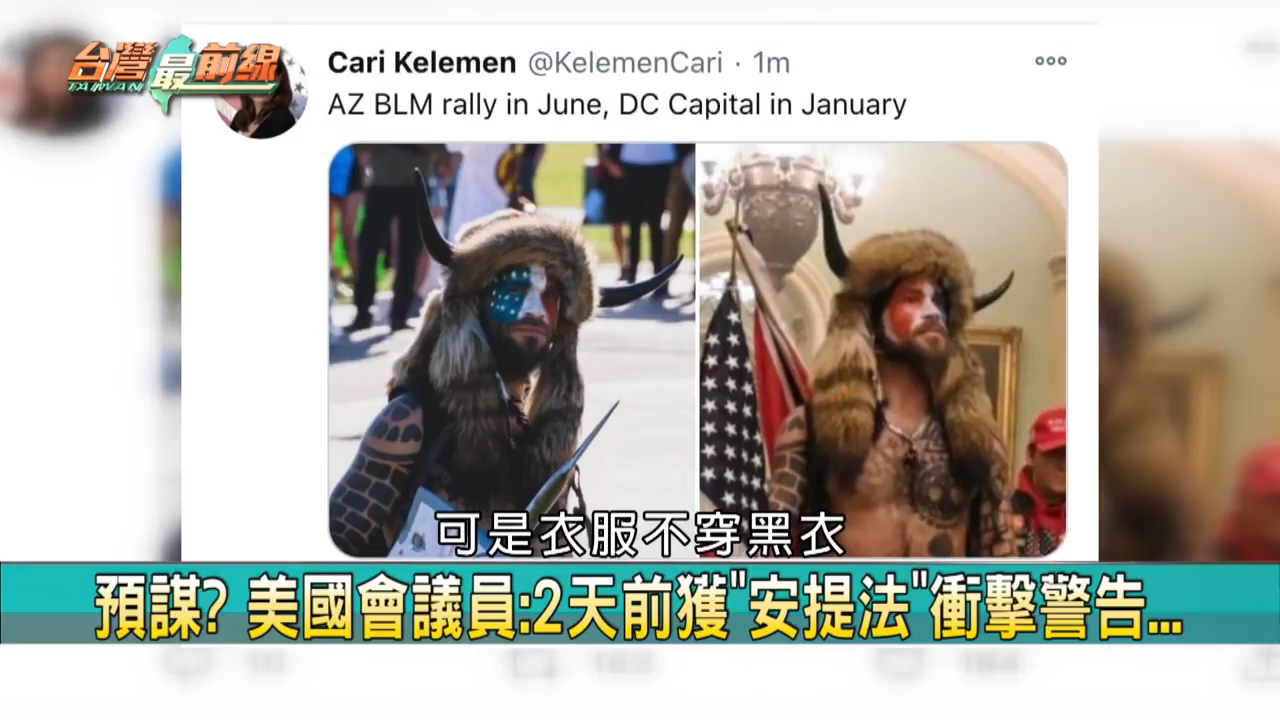 台灣最前線
TAIWAN
Cari Kelemen @KelemenCari · 1m
AZ BLM rally in June, DC Capital in January
可是衣服不穿黑衣
預謀? 美國會議員:2天前獲"安提法"衝擊警告...